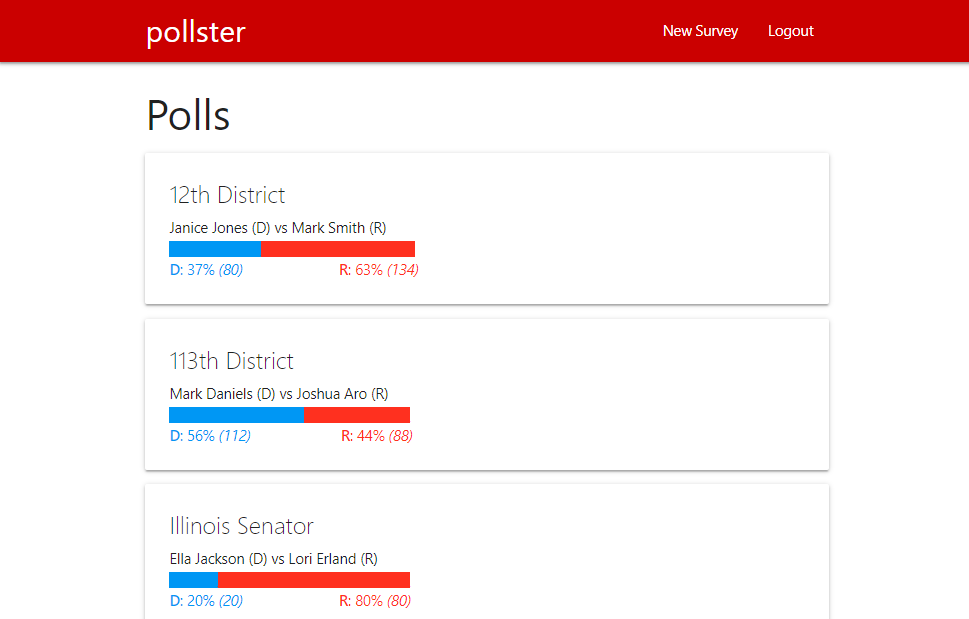 pollster
New Survey Logout
Polls
12th District
Janice Jones (D) vs Mark Smith (R)
D: 37% (80) R: 63% (134)
113th District
Mark Daniels (D) vs Joshua Aro (R)
D: 56% (112) R: 44% (88)
Illinois Senator
Ella Jackson (D) vs Lori Erland (R)
D: 20% (20) R: 80% (80)